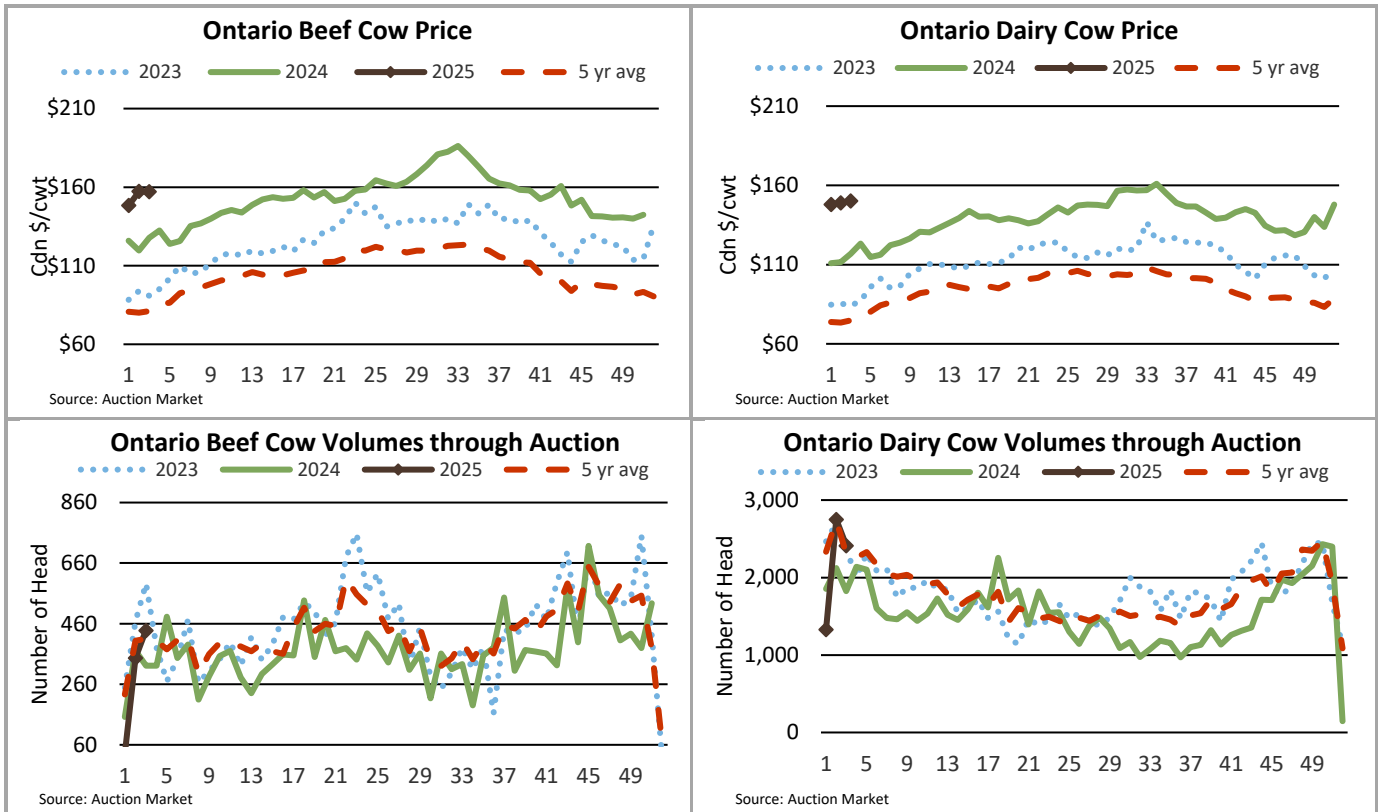 Ontario Beef Cow Price
2023 2024 2025 5 yr avg
Cdn $/cwt
$210
$160
$110
$60
1 5 9 13 17 21 25 29 33 37 41 45 49
Source: Auction Market
Ontario Dairy Cow Price
2023 2024 2025 5 yr avg
Cdn $/cwt
$210
$160
$110
$60
1 5 9 13 17 21 25 29 33 37 41 45 49
Source: Auction Market
Ontario Beef Cow Volumes through Auction
2023 2024 2025 5 yr avg
Number of Head
860
660
460
260
60
1 5 9 13 17 21 25 29 33 37 41 45 49
Source: Auction Market
Ontario Dairy Cow Volumes through Auction
2023 2024 2025 5 yr avg
Number of Head
3,000
2,000
1,000
0
1 5 9 13 17 21 25 29 33 37 41 45 49
Source: Auction Market